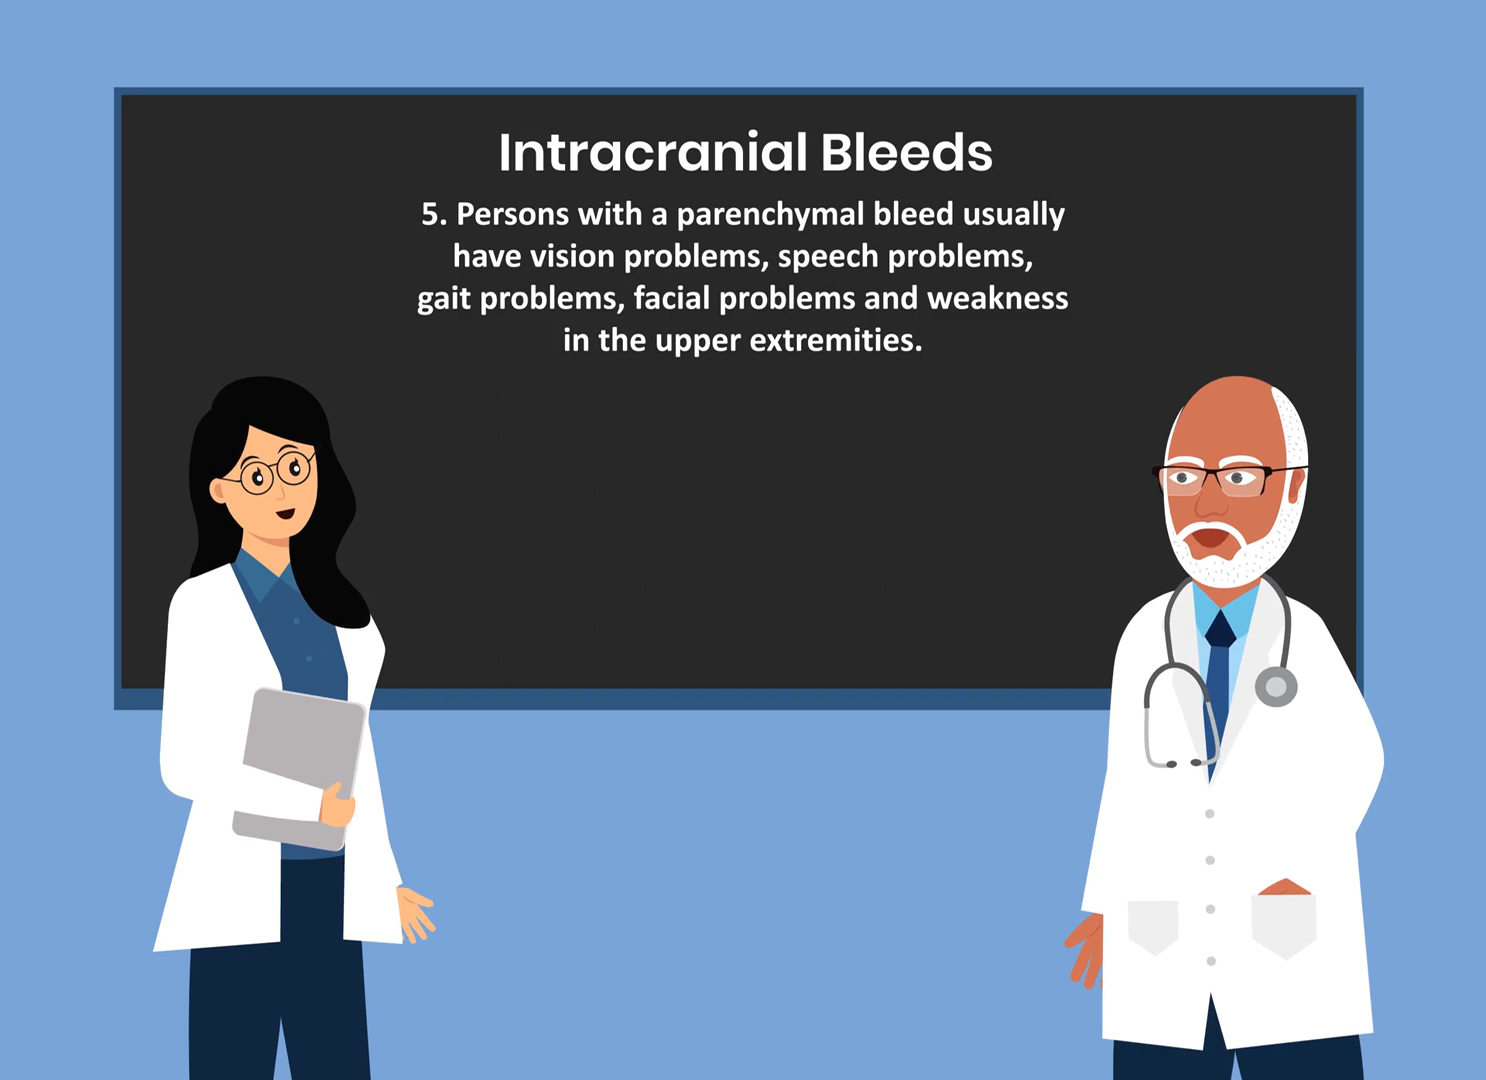 Intracranial Bleeds
5. Persons with a parenchymal bleed usually
have vision problems, speech problems,
gait problems, facial problems and weakness
in the upper extremities.